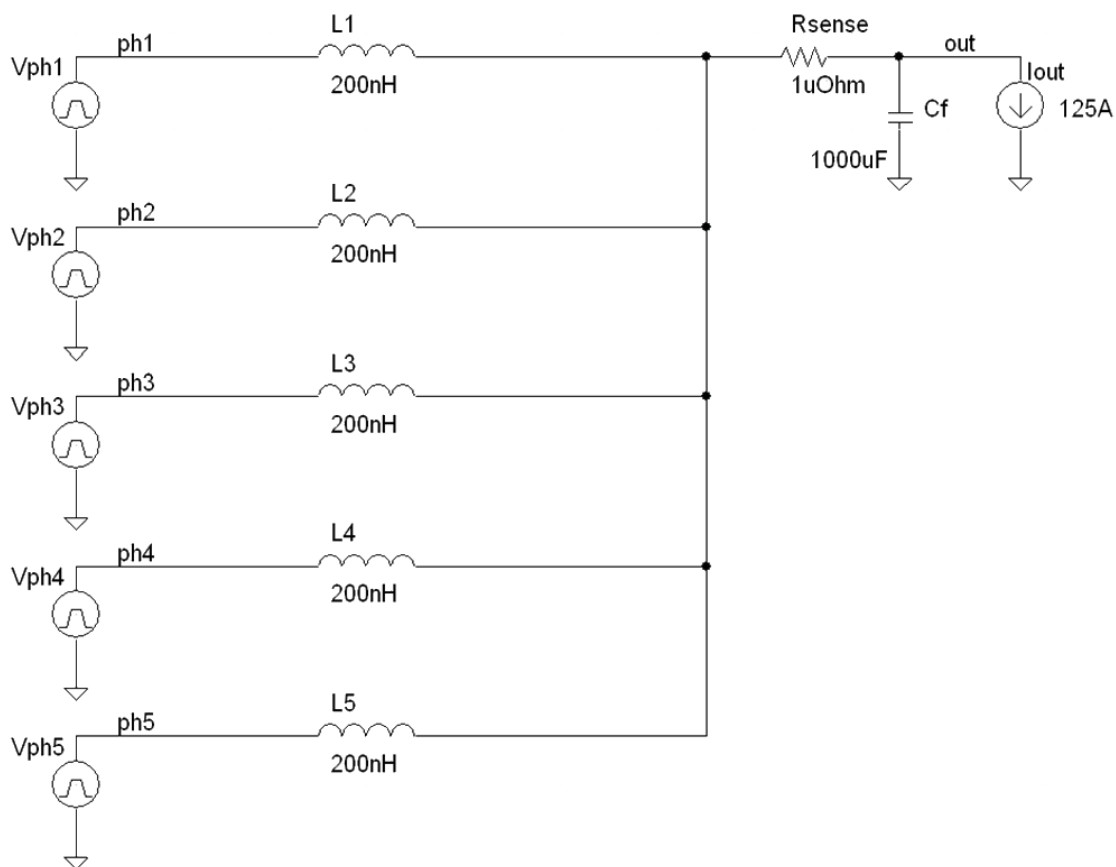 L1
Rsense
ph1
out
Vph1
Iout
200nH
1uOhm
Cf
125A
1000uF
L2
ph2
Vph2
200nH
L3
ph3
Vph3
200nH
L4
ph4
Vph4
200nH
L5
ph5
Vph5
200nH